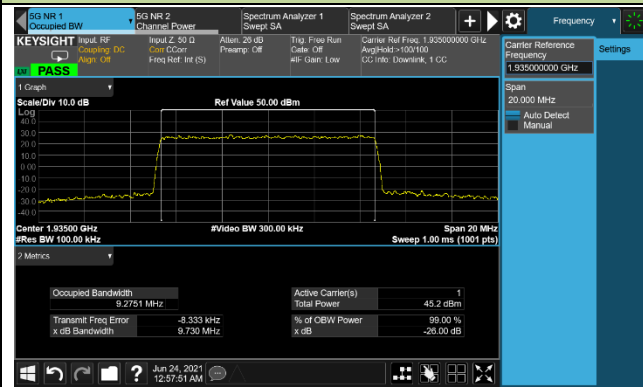 5G NR 1
Occupied BW
5G NR 2
Channel Power
Spectrum Analyzer 1
Swept SA
Spectrum Analyzer 2
Swept SA
Frequency
KEYSIGHT
Input: RF
Coupling: DC
Align: Off
Input Z: 50 Ω
Corr CCorr
Freq Ref: Int (S)
Atten: 26 dB
Preamp: Off
Trig: Free Run
Gate: Off
#IF Gain: Low
Carrier Ref Freq: 1.935000000 GHz
Avg|Hold:>100/100
CC Info: Downlink, 1 CC
LXI
PASS
Carrier Reference
Frequency
1.935000000 GHz
Settings
Span
20.000 MHz
Auto Detect
Manual
1 Graph
Scale/Div 10.0 dB
Ref Value 50.00 dBm
Log
40.0
30.0
20.0
10.0
0.00
-10.0
-20.0
-30.0
-40.0
Center 1.93500 GHz
#Video BW 300.00 kHz
Span 20 MHz
#Res BW 100.00 kHz
Sweep 1.00 ms (1001 pts)
2 Metrics
Occupied Bandwidth
9.2751 MHz
Active Carrier(s) 1
Total Power 45.2 dBm
Transmit Freq Error -8.333 kHz
x dB Bandwidth 9.730 MHz
% of OBW Power 99.00 %
x dB -26.00 dB
?
Jun 24, 2021
12:57:51 AM